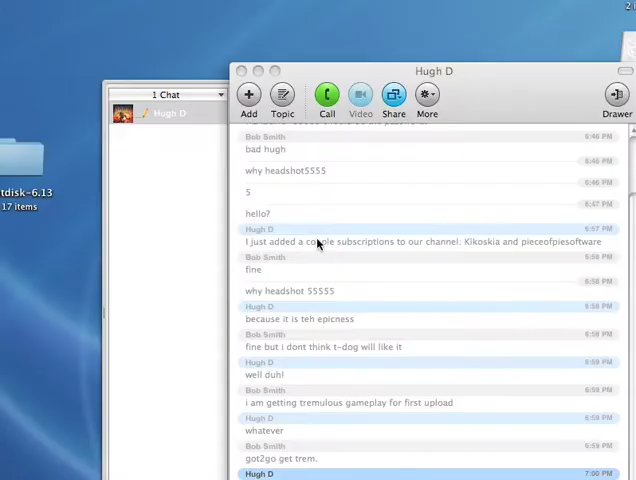 2 i
Hugh D
1 Chat
Hugh D
Add
Topic
Call
Video
Share
More
Drawer
Bob Smith 6:46 PM
bad hugh
6:46 PM
why headshot5555
6:46 PM
5
6:47 PM
hello?
Hugh D 6:57 PM
I just added a couple subscriptions to our channel: Kikoskia and pieceofpiesoftware
Bob Smith 6:58 PM
fine
6:58 PM
why headshot 55555
Hugh D 6:58 PM
because it is teh epicness
Bob Smith 6:58 PM
fine but i dont think t-dog will like it
Hugh D 6:59 PM
well duh!
Bob Smith 6:59 PM
i am getting tremulous gameplay for first upload
Hugh D 6:59 PM
whatever
Bob Smith 6:59 PM
got2go get trem.
Hugh D 7:00 PM
tdisk-6.13
17 items